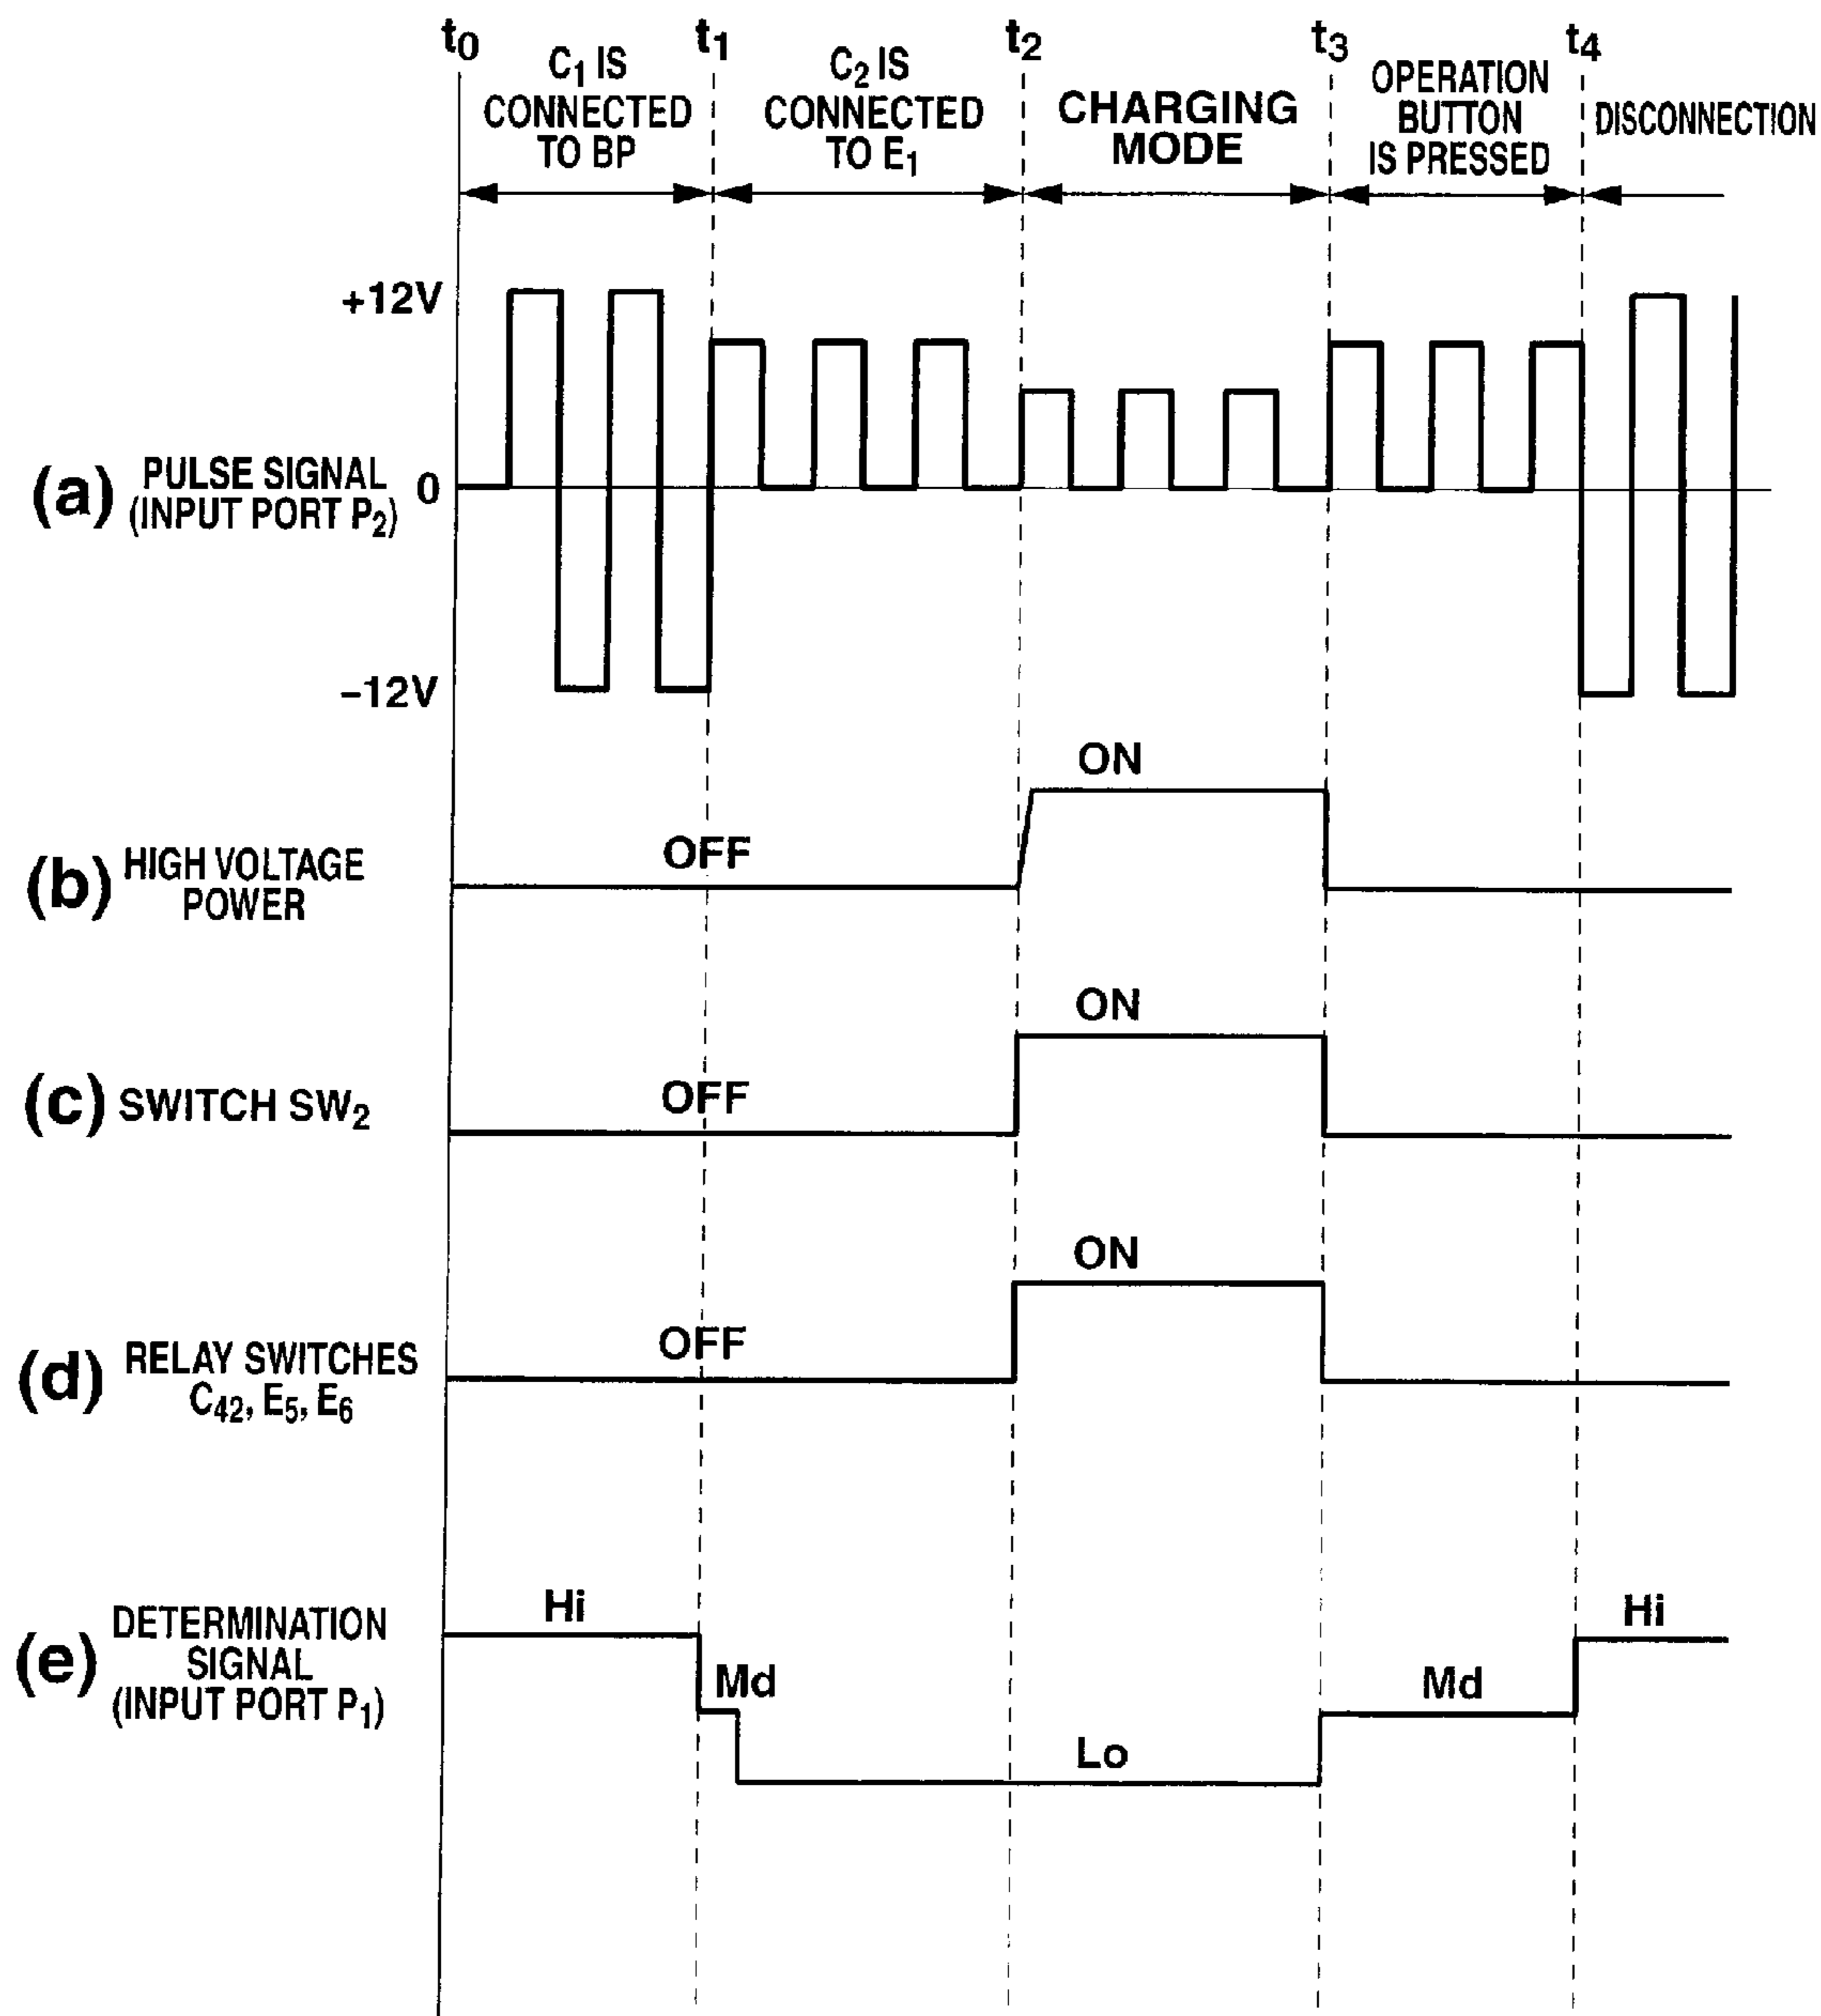 t0 t1 t2 t3 t4
C1 IS
CONNECTED
TO BP
C2 IS
CONNECTED
TO E1
CHARGING
MODE
OPERATION
BUTTON
IS PRESSED
DISCONNECTION
+12V
(a) PULSE SIGNAL
(INPUT PORT P2)
0
−12V
ON
OFF
(b) HIGH VOLTAGE
POWER
ON
OFF
(c) SWITCH SW2
ON
OFF
(d) RELAY SWITCHES
C42, E5, E6
Hi
Hi
(e) DETERMINATION
SIGNAL
(INPUT PORT P1)
Md
Md
Lo